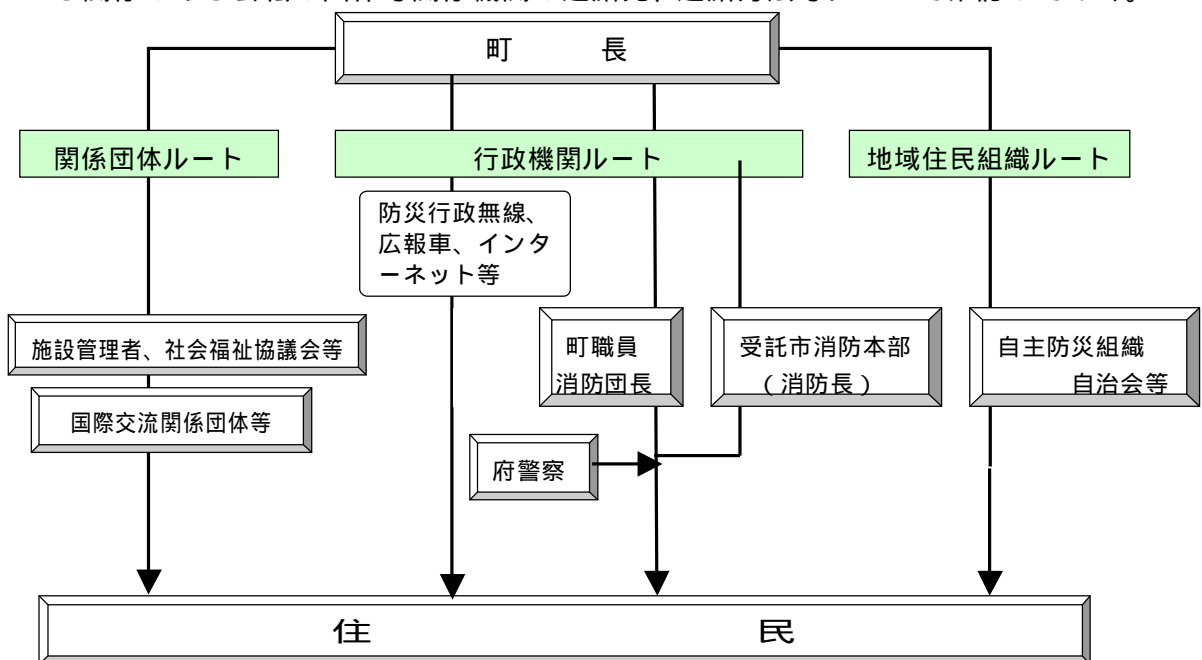 町　　　長
関係団体ルート
行政機関ルート
地域住民組織ルート
防災行政無線、
広報車、インタ
ーネット等
施設管理者、社会福祉協議会等
国際交流関係団体等
町職員
消防団長
受託市消防本部
（消防長）
自主防災組織
自治会等
府警察
住　　　民